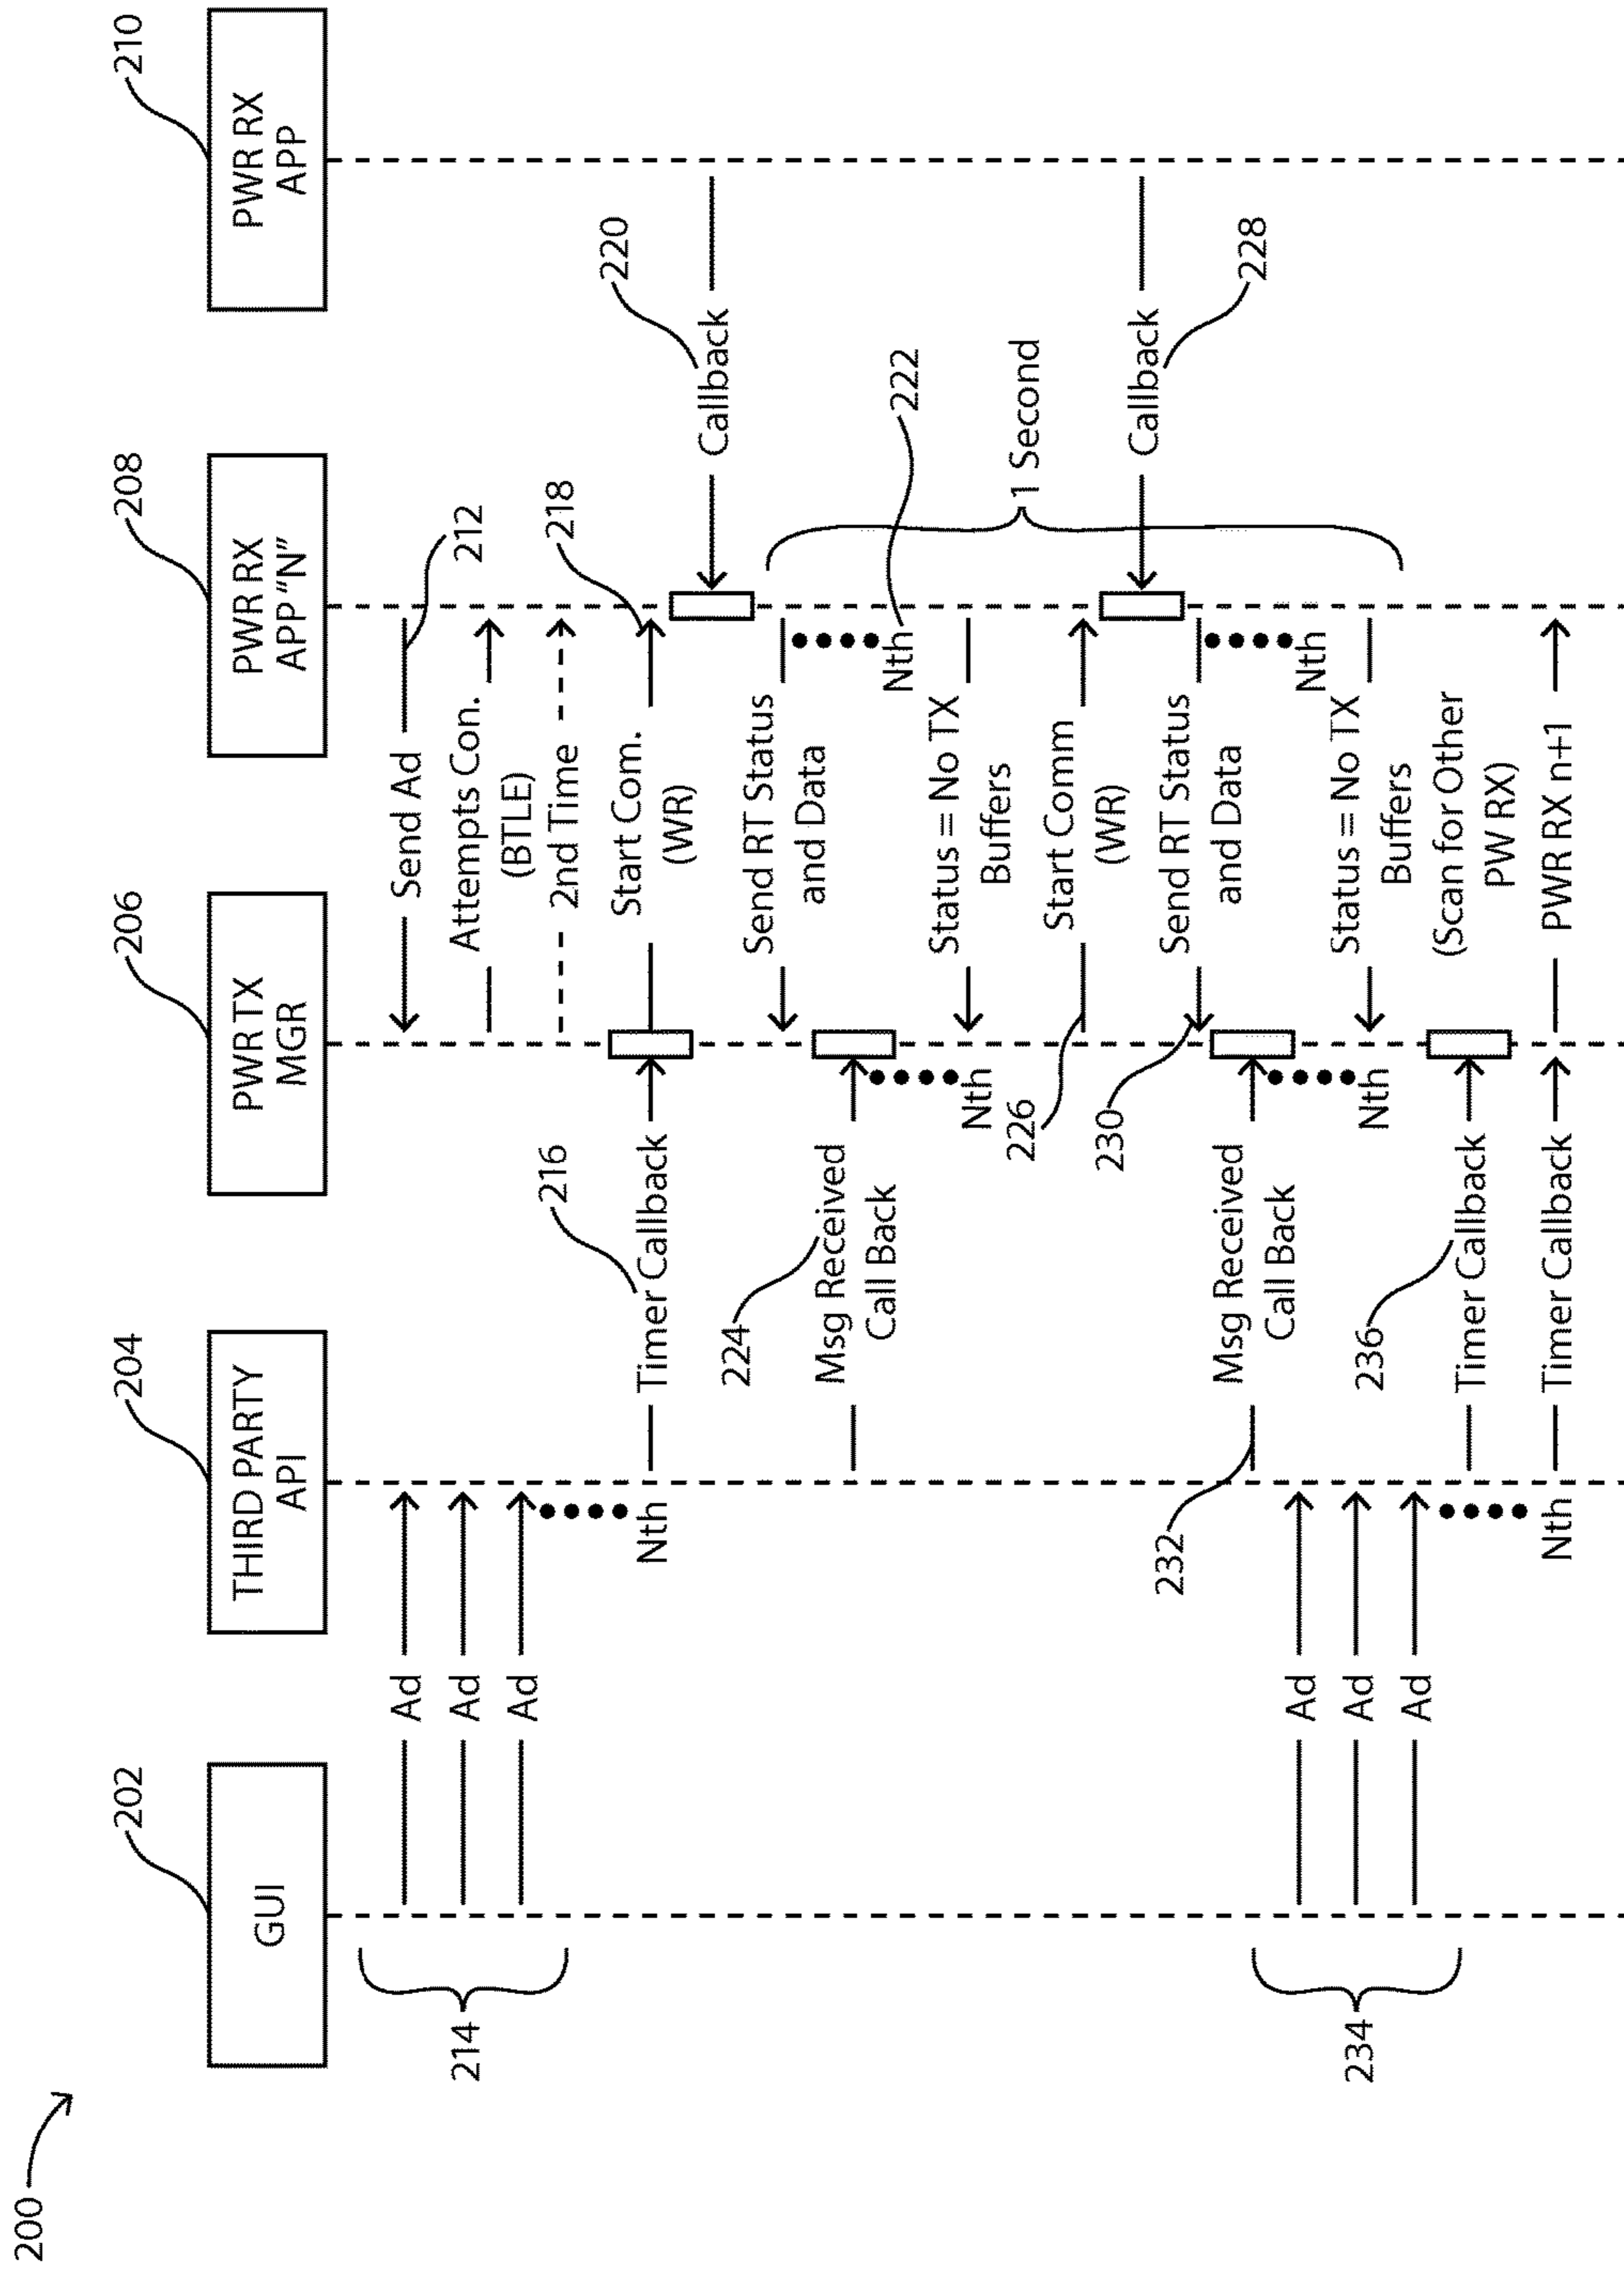 200
202
204
206
208
210
GUI
THIRD PARTY
API
PWR TX
MGR
PWR RX
APP "N"
PWR RX
APP
214
Ad
Ad
Ad
Nth
Send Ad
212
Attempts Con.
(BTLE)
2nd Time
216
Timer Callback
Start Com.
(WR)
218
220
Callback
Send RT Status
and Data
Nth
222
224
Msg Received
Call Back
Nth
Status = No TX
Buffers
1 Second
226
Start Comm
(WR)
Callback
228
230
Send RT Status
and Data
Nth
232
Msg Received
Call Back
Nth
Status = No TX
Buffers
234
Ad
Ad
Ad
Nth
236
Timer Callback
(Scan for Other
PW RX)
Timer Callback
PWR RX n+1